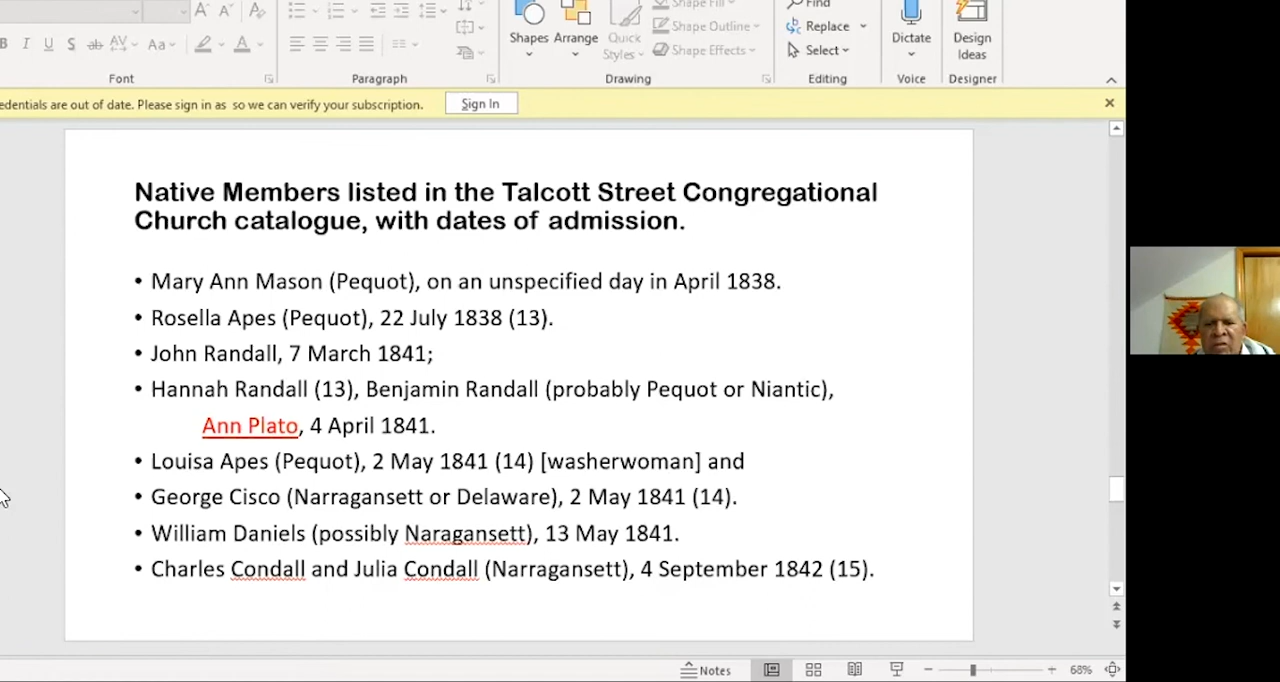 Shape Fill
Find
Shapes Arrange Quick Styles
Shape Outline
Shape Effects
Replace
Select
Dictate
Design Ideas
B I U S ab AV Aa A
Font
Paragraph
Drawing
Editing
Voice
Designer
edentials are out of date. Please sign in as so we can verify your subscription. Sign In
Native Members listed in the Talcott Street Congregational
Church catalogue, with dates of admission.
• Mary Ann Mason (Pequot), on an unspecified day in April 1838.
• Rosella Apes (Pequot), 22 July 1838 (13).
• John Randall, 7 March 1841;
• Hannah Randall (13), Benjamin Randall (probably Pequot or Niantic),
Ann Plato, 4 April 1841.
• Louisa Apes (Pequot), 2 May 1841 (14) [washerwoman] and
• George Cisco (Narragansett or Delaware), 2 May 1841 (14).
• William Daniels (possibly Naragansett), 13 May 1841.
• Charles Condall and Julia Condall (Narragansett), 4 September 1842 (15).
Notes
68%